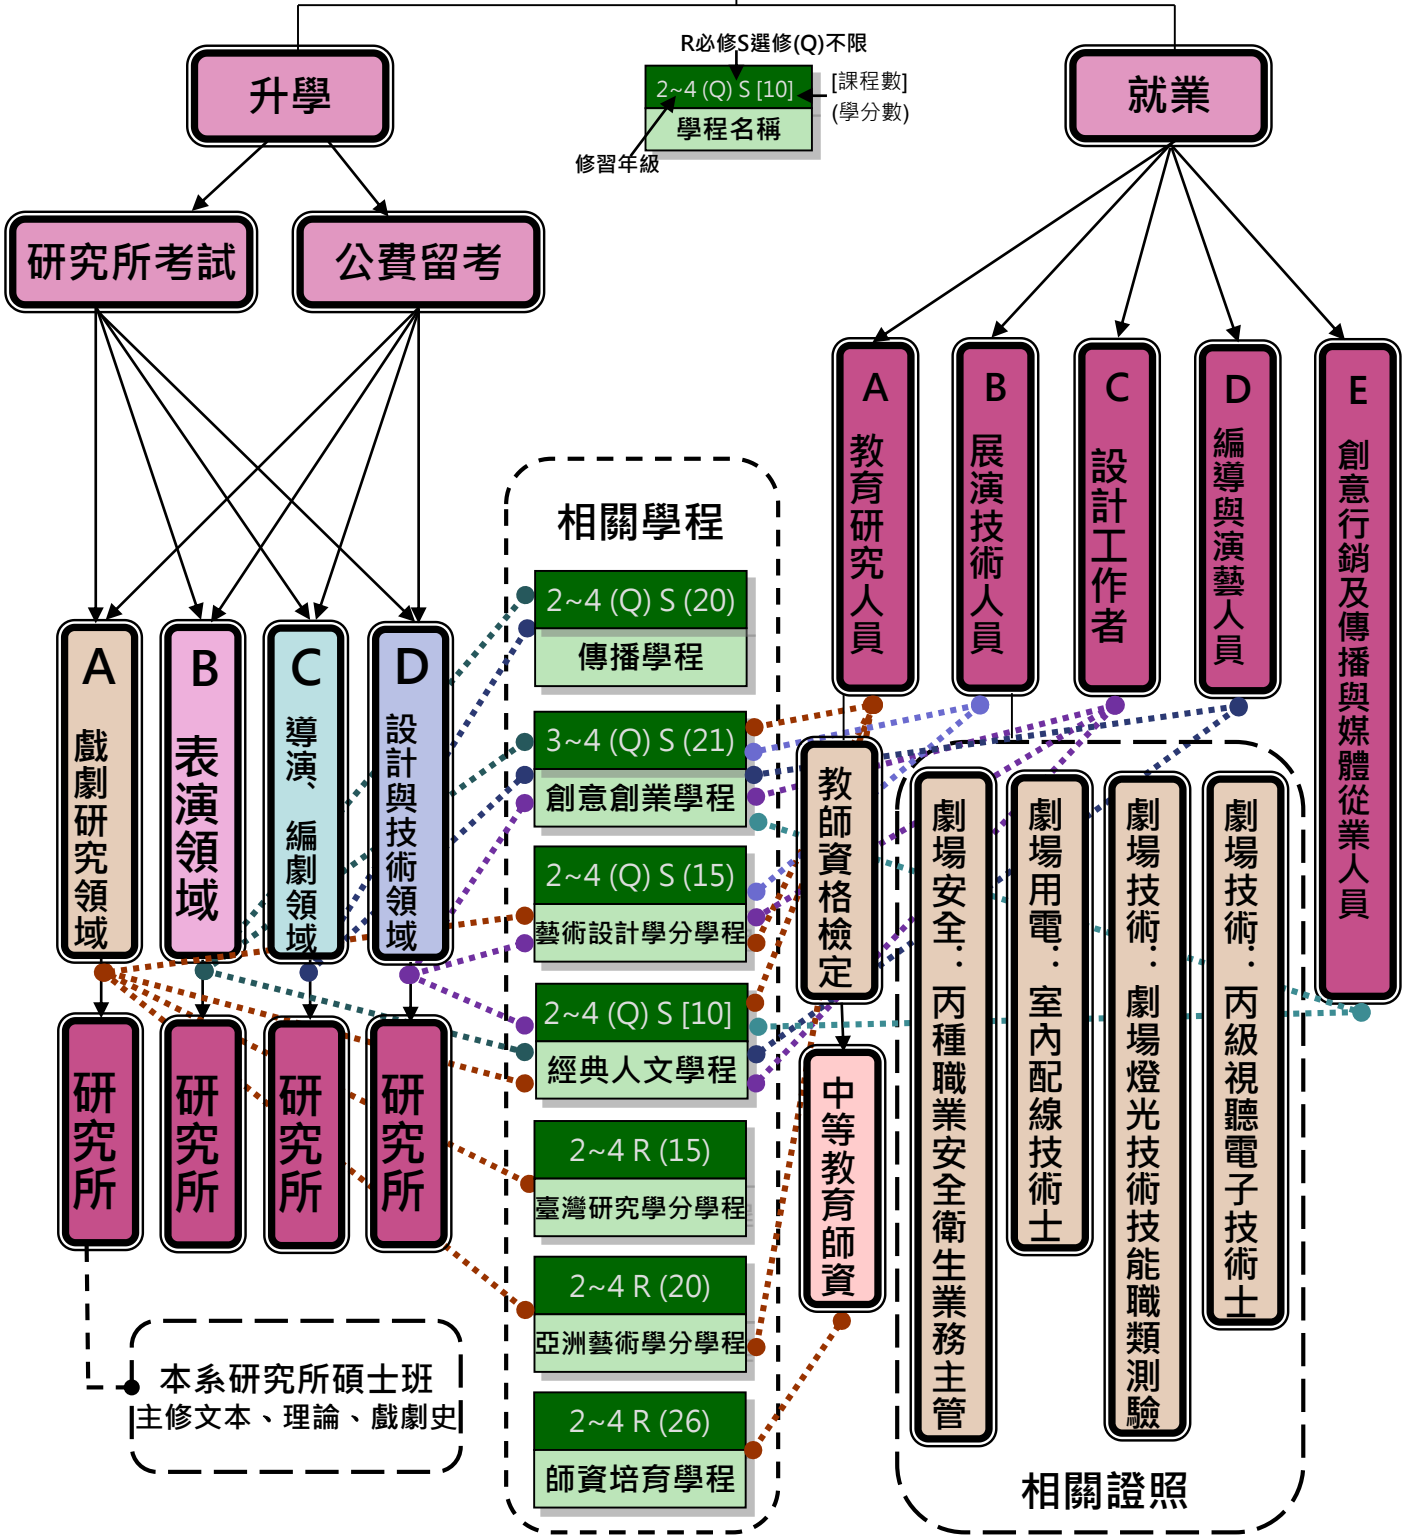 R必修S選修(Q)不限
2~4 (Q) S [10]
學程名稱
[課程數]
(學分數)
修習年級
升學
就業
研究所考試
公費留考
A
戲劇研究領域
B
表演領域
C
導演、編劇領域
D
設計與技術領域
研究所
研究所
研究所
研究所
本系研究所碩士班
主修文本、理論、戲劇史
相關學程
2~4 (Q) S (20)
傳播學程
3~4 (Q) S (21)
創意創業學程
2~4 (Q) S (15)
藝術設計學分學程
2~4 (Q) S [10]
經典人文學程
2~4 R (15)
臺灣研究學分學程
2~4 R (20)
亞洲藝術學分學程
2~4 R (26)
師資培育學程
A
教育研究人員
B
展演技術人員
C
設計工作者
D
編導與演藝人員
E
創意行銷及傳播與媒體從業人員
教師資格檢定
中等教育師資
劇場安全：丙種職業安全衛生業務主管
劇場用電：室內配線技術士
劇場技術：劇場燈光技術技能職類測驗
劇場技術：丙級視聽電子技術士
相關證照